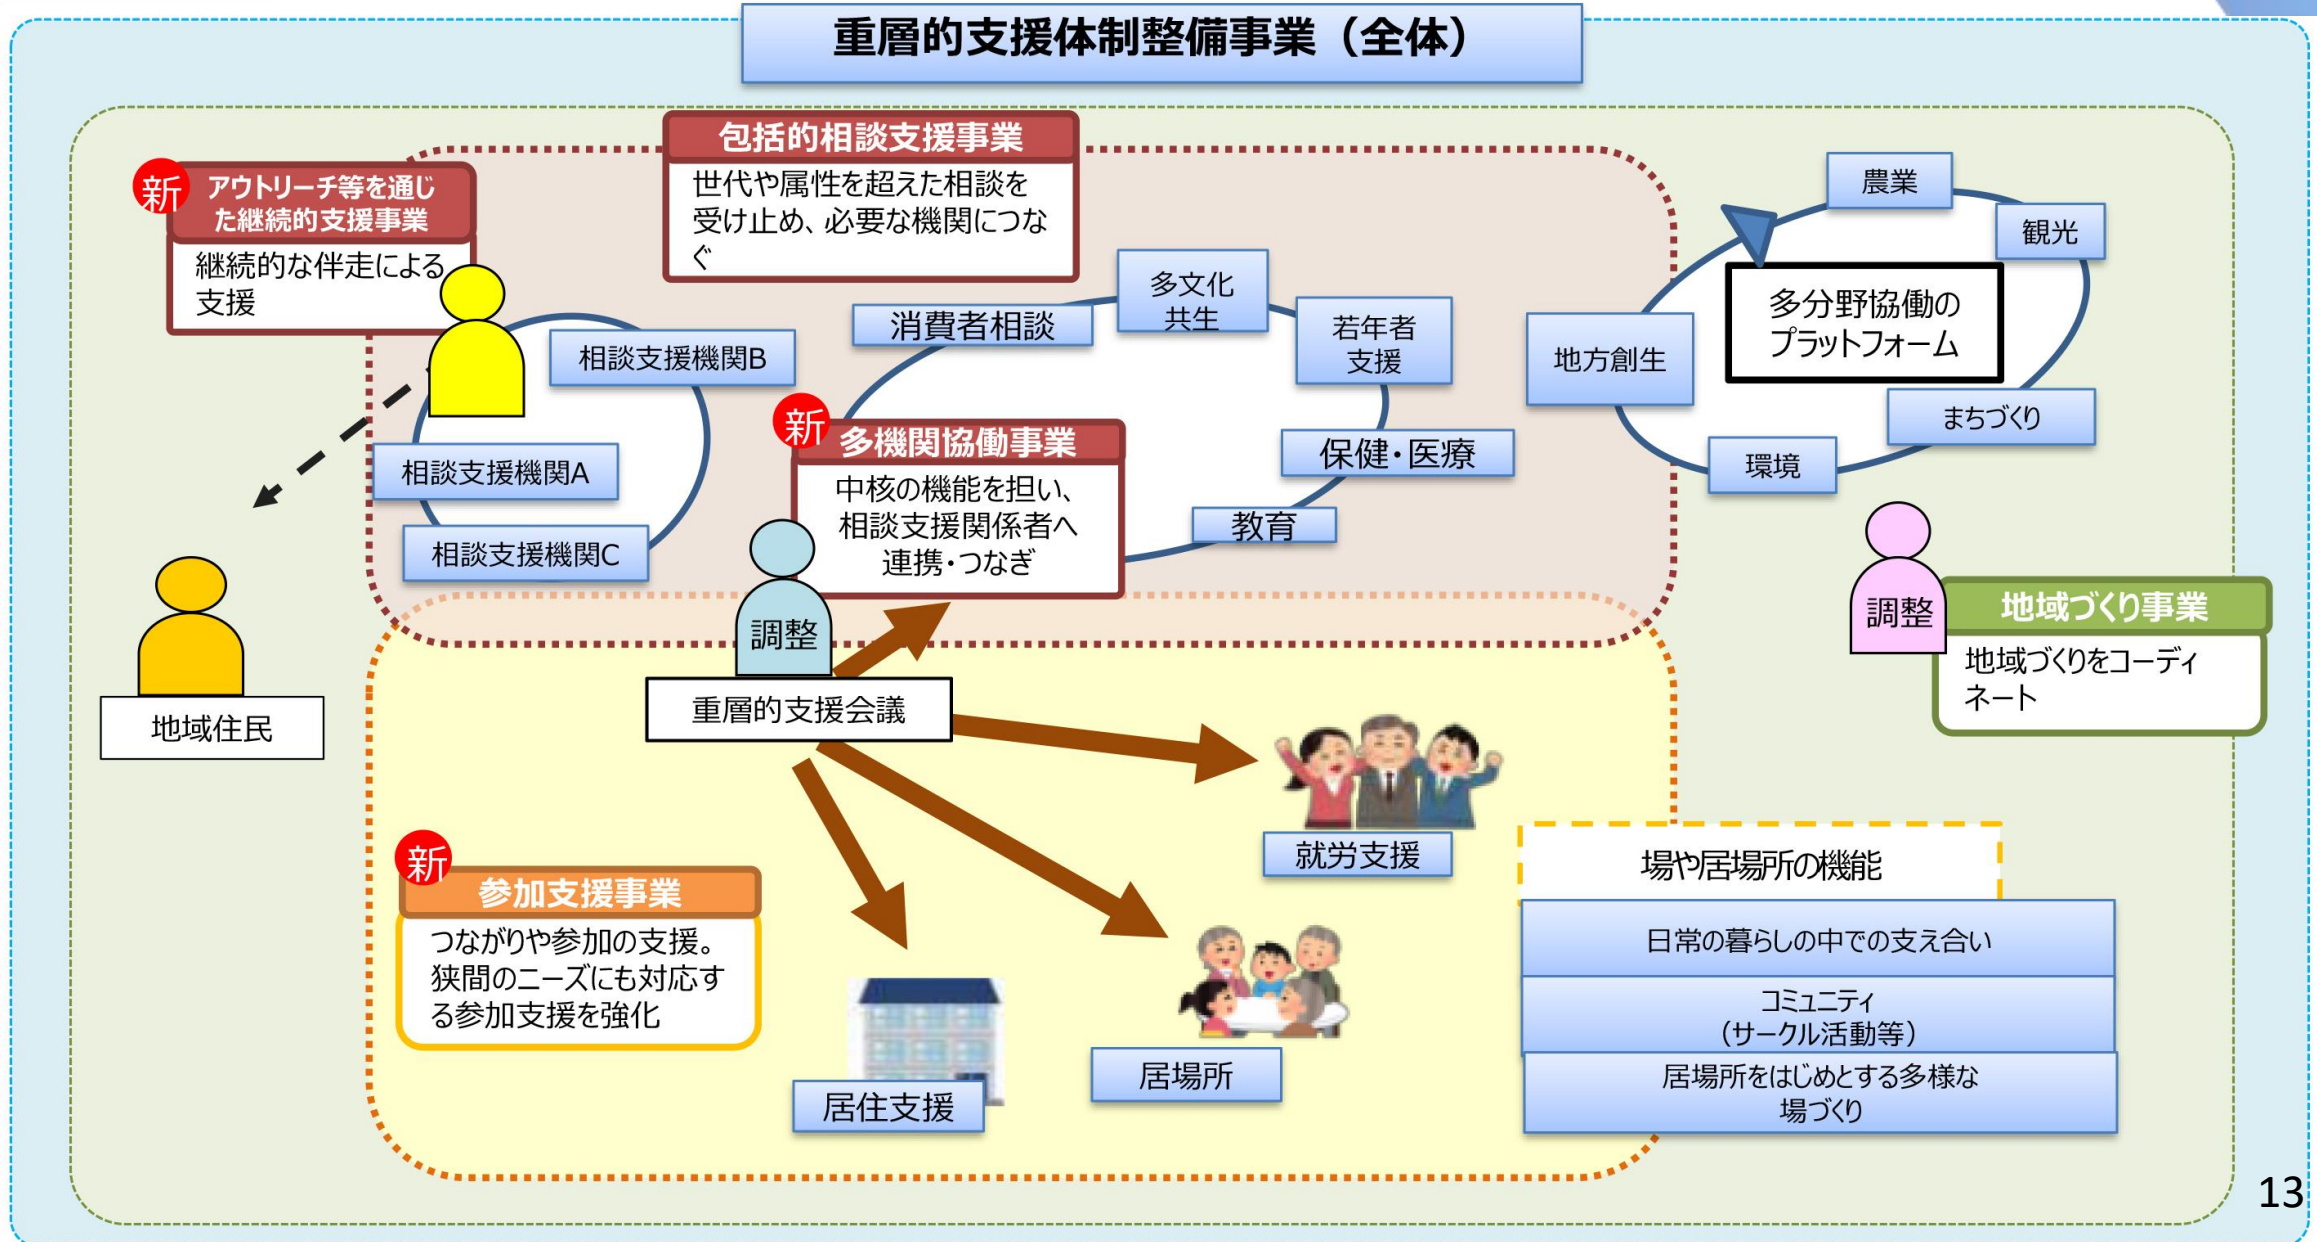 重層的支援体制整備事業（全体）
包括的相談支援事業
世代や属性を超えた相談を
受け止め、必要な機関につな
ぐ
新
アウトリーチ等を通じ
た継続的支援事業
継続的な伴走による
支援
相談支援機関B
相談支援機関A
相談支援機関C
消費者相談
多文化
共生
若年者
支援
保健・医療
教育
新
多機関協働事業
中核の機能を担い、
相談支援関係者へ
連携・つなぎ
農業
観光
多分野協働の
プラットフォーム
地方創生
まちづくり
環境
調整
地域づくり事業
地域づくりをコーディ
ネート
地域住民
調整
重層的支援会議
就労支援
新
参加支援事業
つながりや参加の支援。
狭間のニーズにも対応す
る参加支援を強化
居住支援
居場所
場や居場所の機能
日常の暮らしの中での支え合い
コミュニティ
（サークル活動等）
居場所をはじめとする多様な
場づくり
13